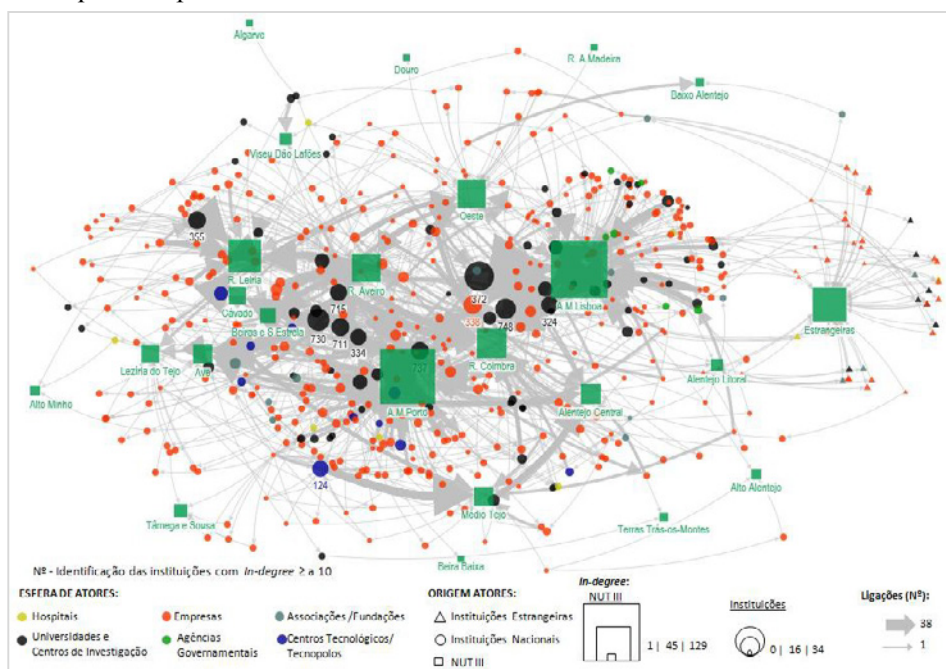 Algarve
Douro
R. A Madeira
Baixo Alentejo
Viseu Dão Lafões
Oeste
395
R. Leiria
R. Aveiro
372
A M Lisboa
Cávado
715
338
748
324
Estrangeiras
Beiras e S Estrela
730
711
334
R. Coimbra
737
Lezíria do Tejo
Ave
Alentejo Litoral
Alto Minho
A.M.Porto
Alentejo Central
124
Alto Alentejo
Médio Tejo
Tâmega e Sousa
Terras Trás-os-Montes
Beira Baixa
Nº - Identificação das instituições com In-degree ≥ a 10
ESFERA DE ATORES:
Hospitais
Empresas
Associações /Fundações
Universidades e
Centros de Investigação
Agências
Governamentais
Centros Tecnológicos/
Tecnopolos
ORIGEM ATORES:
Instituições Estrangeiras
Instituições Nacionais
NUT III
In-degree:
NUT III
1 | 45 | 129
Instituições
0 | 16 | 34
Ligações (Nº):
38
1